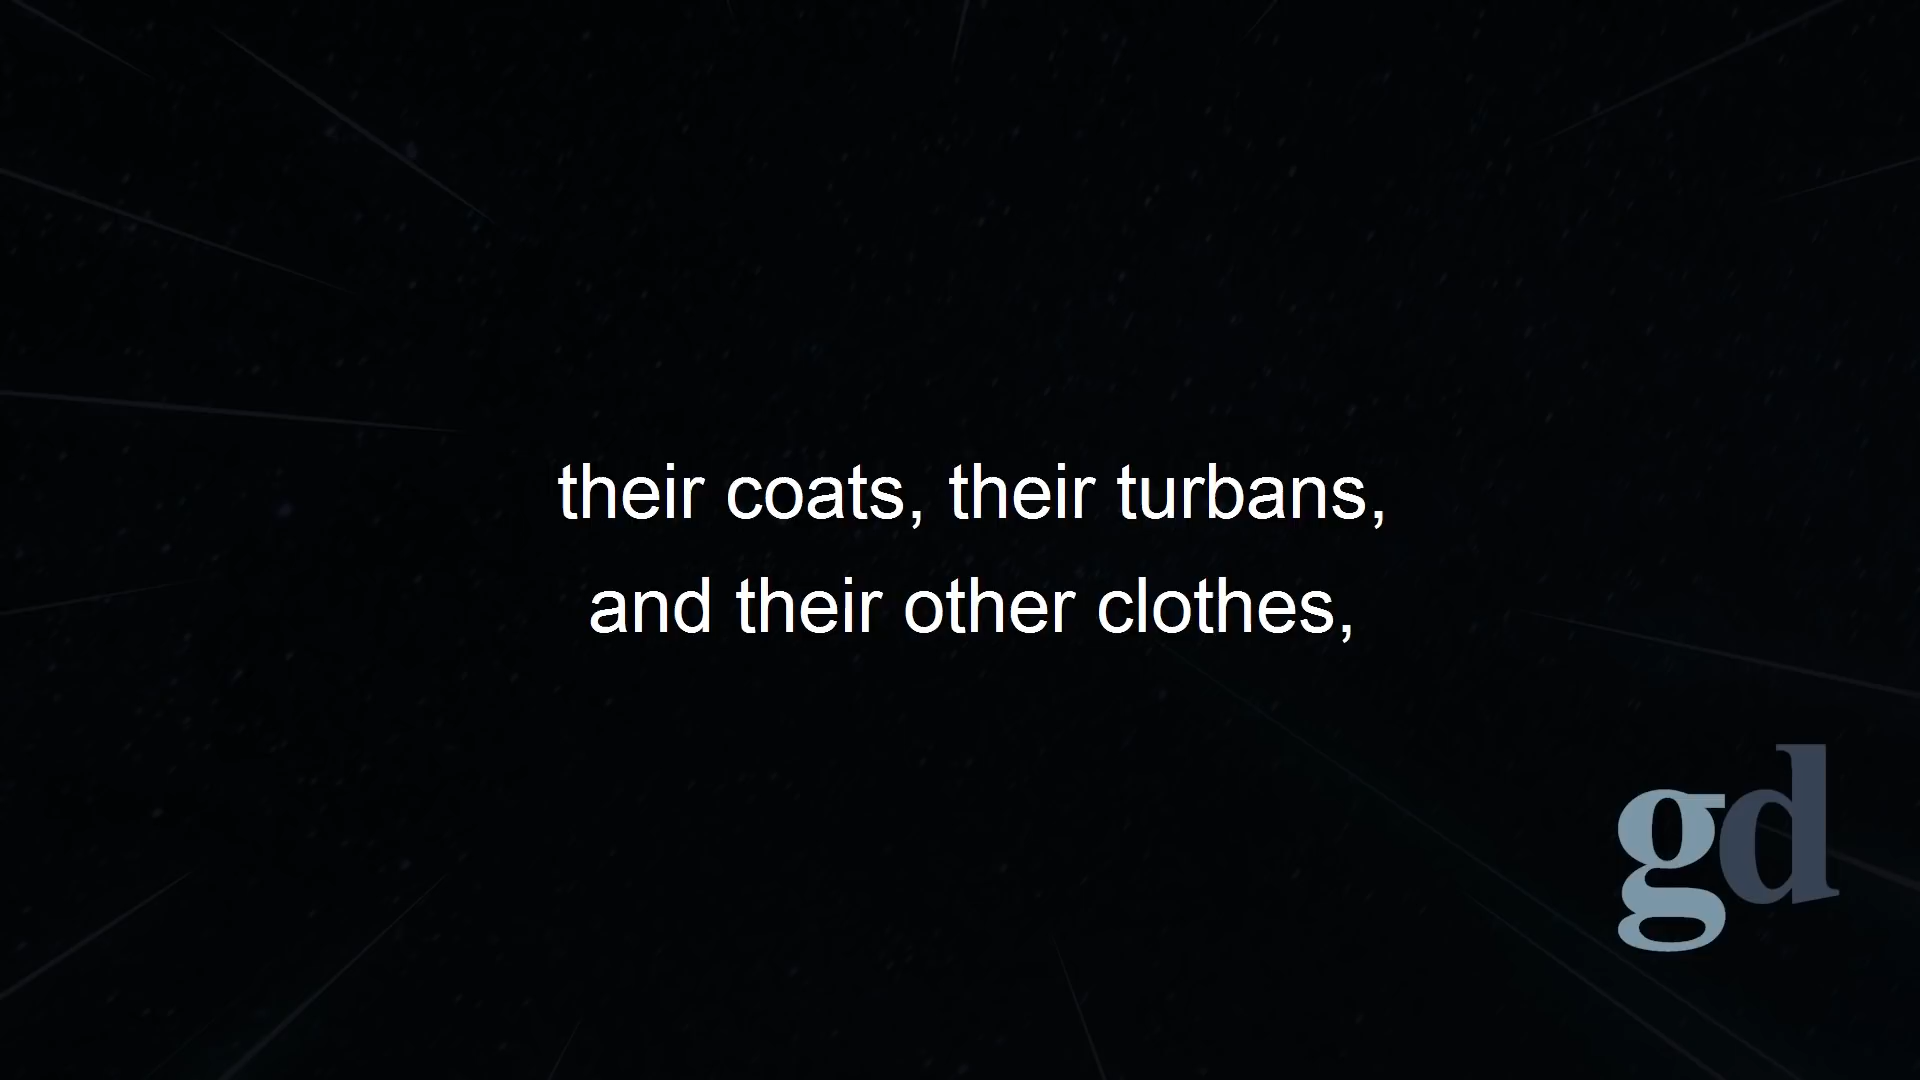 their coats, their turbans,
and their other clothes,
gd